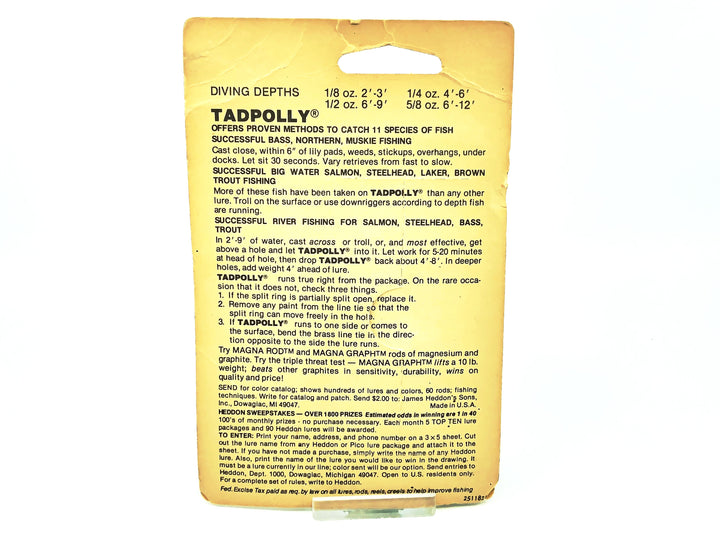 DIVING DEPTHS 1/8 oz. 2'-3' 1/4 oz. 4'-6'
1/2 oz. 6'-9' 5/8 oz. 6'-12'
TADPOLLY®
OFFERS PROVEN METHODS TO CATCH 11 SPECIES OF FISH
SUCCESSFUL BASS, NORTHERN, MUSKIE FISHING
Cast close, within 6" of lily pads, weeds, stickups, overhangs, under
docks. Let sit 30 seconds. Vary retrieves from fast to slow.
SUCCESSFUL BIG WATER SALMON, STEELHEAD, LAKER, BROWN
TROUT FISHING
More of these fish have been taken on TADPOLLY® than any other
lure. Troll on the surface or use downriggers according to depth fish
are running.
SUCCESSFUL RIVER FISHING FOR SALMON, STEELHEAD, BASS,
TROUT
In 2'-9' of water, cast across or troll, or, and most effective, get
above a hole and let TADPOLLY® into it. Let work for 5-20 minutes
at head of hole, then drop TADPOLLY® back about 4'-8'. In deeper
holes, add weight 4' ahead of lure.
TADPOLLY® runs true right from the package. On the rare occa-
sion that it does not, check three things.
1. If the split ring is partially split open, replace it.
2. Remove any paint from the line tie so that the
split ring can move freely in the hole.
3. If TADPOLLY® runs to one side or comes to
the surface, bend the brass line tie in the direc-
tion opposite to the side the lure runs.
Try MAGNA ROD™ and MAGNA GRAPH™ rods of magnesium and
graphite. Try the triple threat test — MAGNA GRAPH™ lifts a 10 lb.
weight; beats other graphites in sensitivity, durability, wins on
quality and price!
SEND for color catalog; shows hundreds of lures and colors, 60 rods; fishing
techniques. Write for catalog and patch. Send $2.00 to: James Heddon's Sons,
Inc., Dowagiac, MI 49047. Made in U.S.A.
HEDDON SWEEPSTAKES – OVER 1800 PRIZES Estimated odds in winning are 1 in 40
100's of monthly prizes - no purchase necessary. Each month 5 TOP TEN lure
packages and 90 Heddon lures will be awarded.
TO ENTER: Print your name, address, and phone number on a 3 x 5 sheet. Cut
out the lure name from any Heddon or Pico lure package and attach to the
sheet. If you have not made a purchase, simply write the name of any Heddon
lure. Also, print the name of the lure you would like to win in the drawing. It
must be a lure currently in our line; color sent will be our option. Send entries to
Heddon, Dept. 1000, Dowagiac, Michigan 49047. Open to U.S. residents only.
For a complete set of rules, write to Heddon.
Fed. Excise Tax paid as req. by law on all lures, rods, reels, creels to help improve fishing